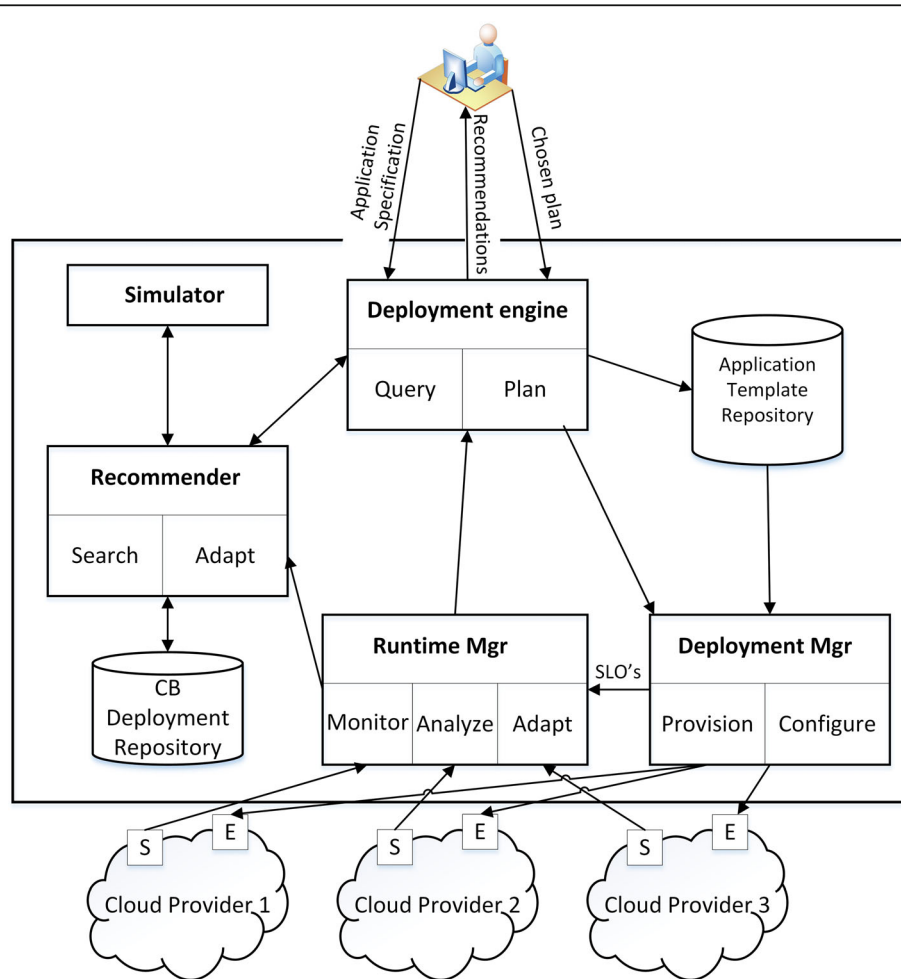 Application
Specification
Recommendations
Chosen plan
Simulator
Deployment engine
Query
Plan
Application
Template
Repository
Recommender
Search
Adapt
CB
Deployment
Repository
Runtime Mgr
Monitor
Analyze
Adapt
SLO's
Deployment Mgr
Provision
Configure
S
E
S
E
S
E
Cloud Provider 1
Cloud Provider 2
Cloud Provider 3